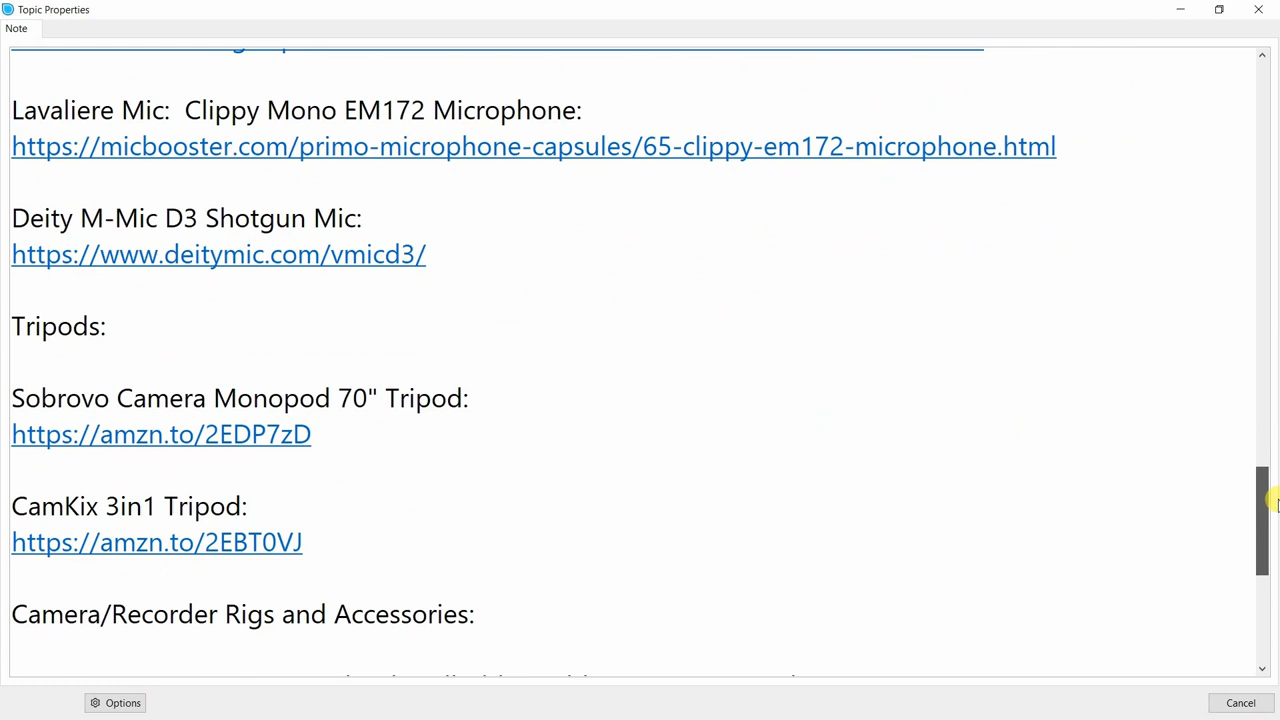 Topic Properties
Note
Lavaliere Mic:  Clippy Mono EM172 Microphone:
https://micbooster.com/primo-microphone-capsules/65-clippy-em172-microphone.html
Deity M-Mic D3 Shotgun Mic:
https://www.deitymic.com/vmicd3/
Tripods:
Sobrovo Camera Monopod 70" Tripod:
https://amzn.to/2EDP7zD
CamKix 3in1 Tripod:
https://amzn.to/2EBT0VJ
Camera/Recorder Rigs and Accessories:
Options
Cancel